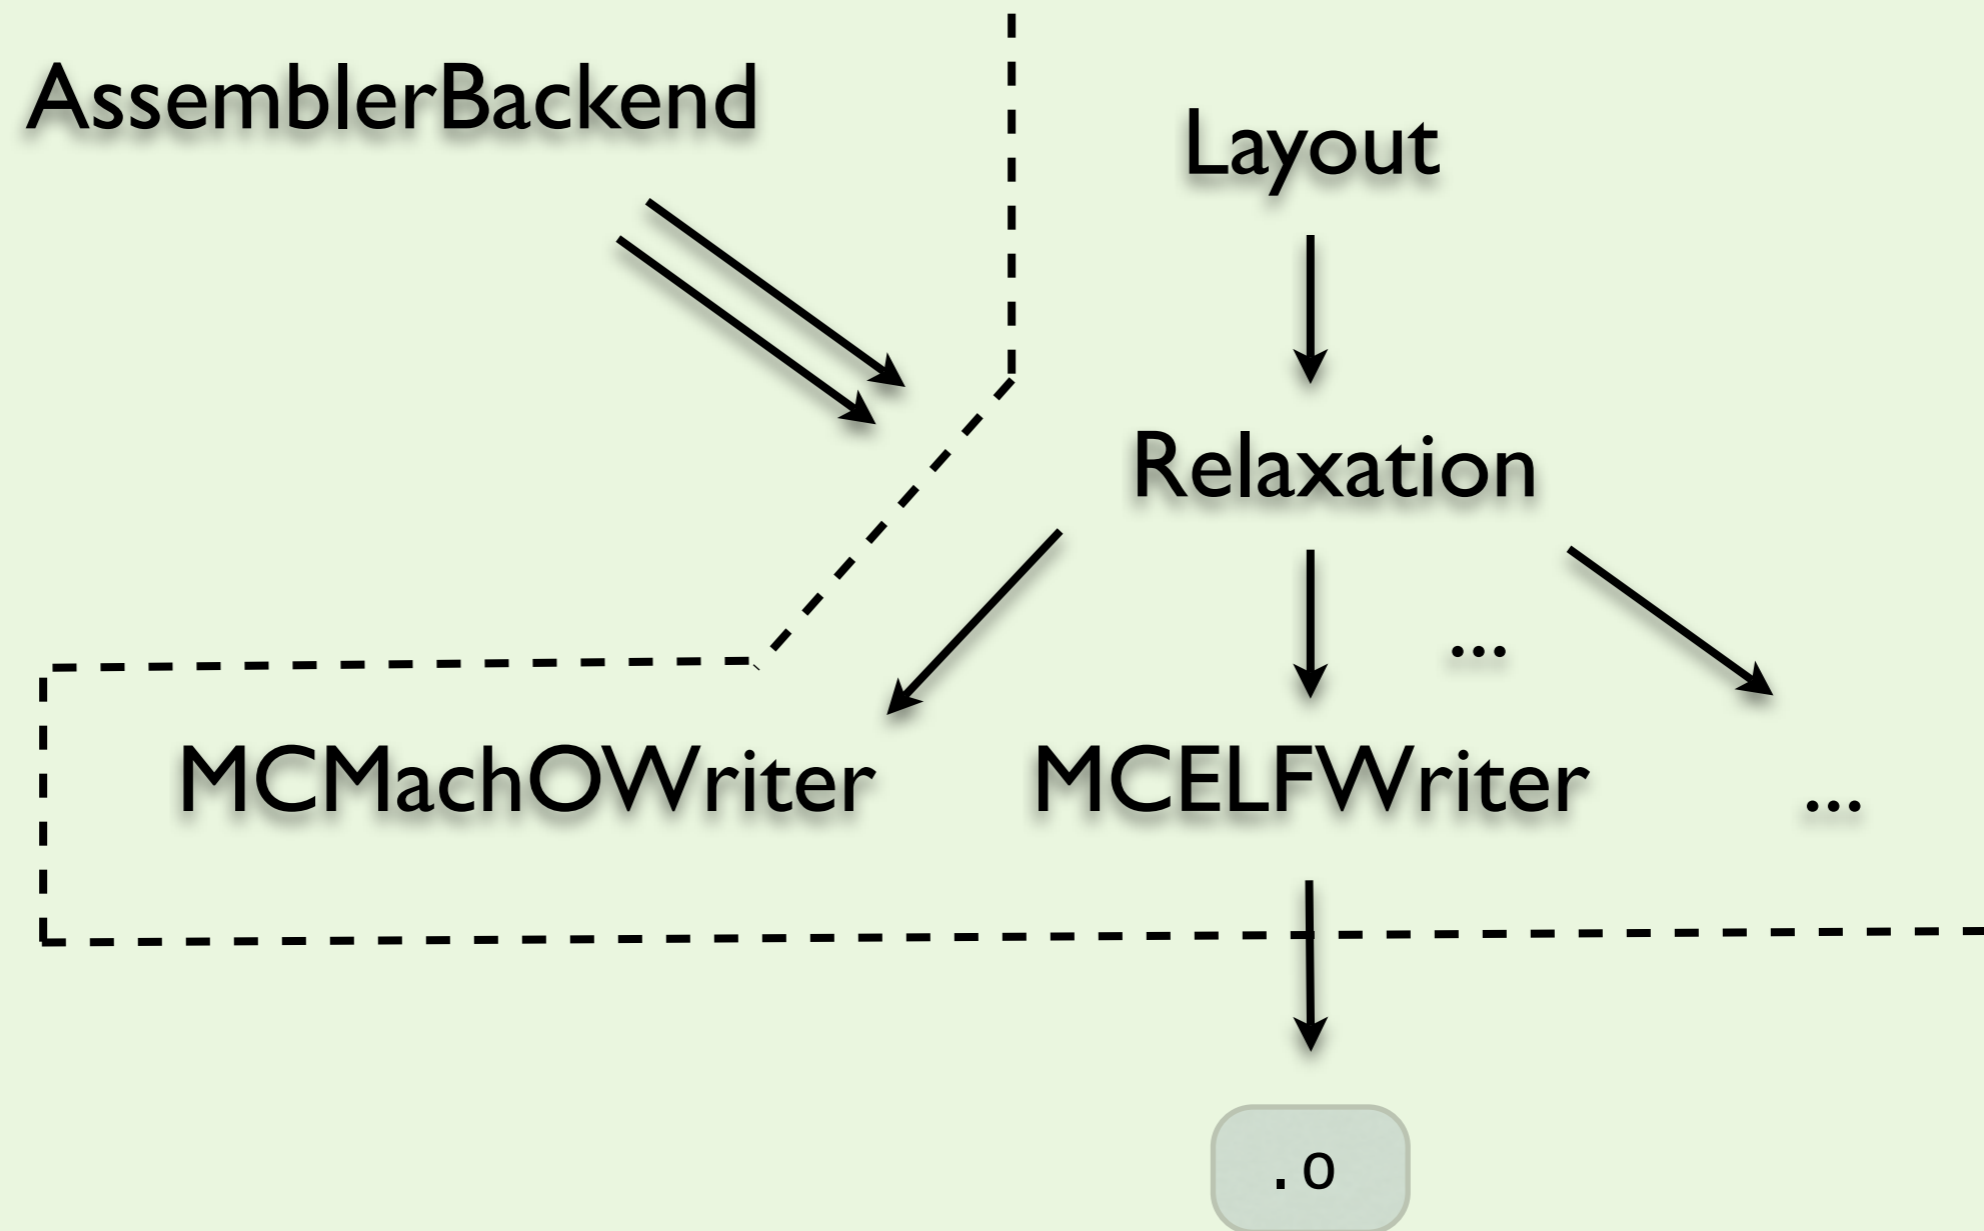 AssemblerBackend
Layout
Relaxation
...
MCMachOWriter
MCELFWriter
...
.o